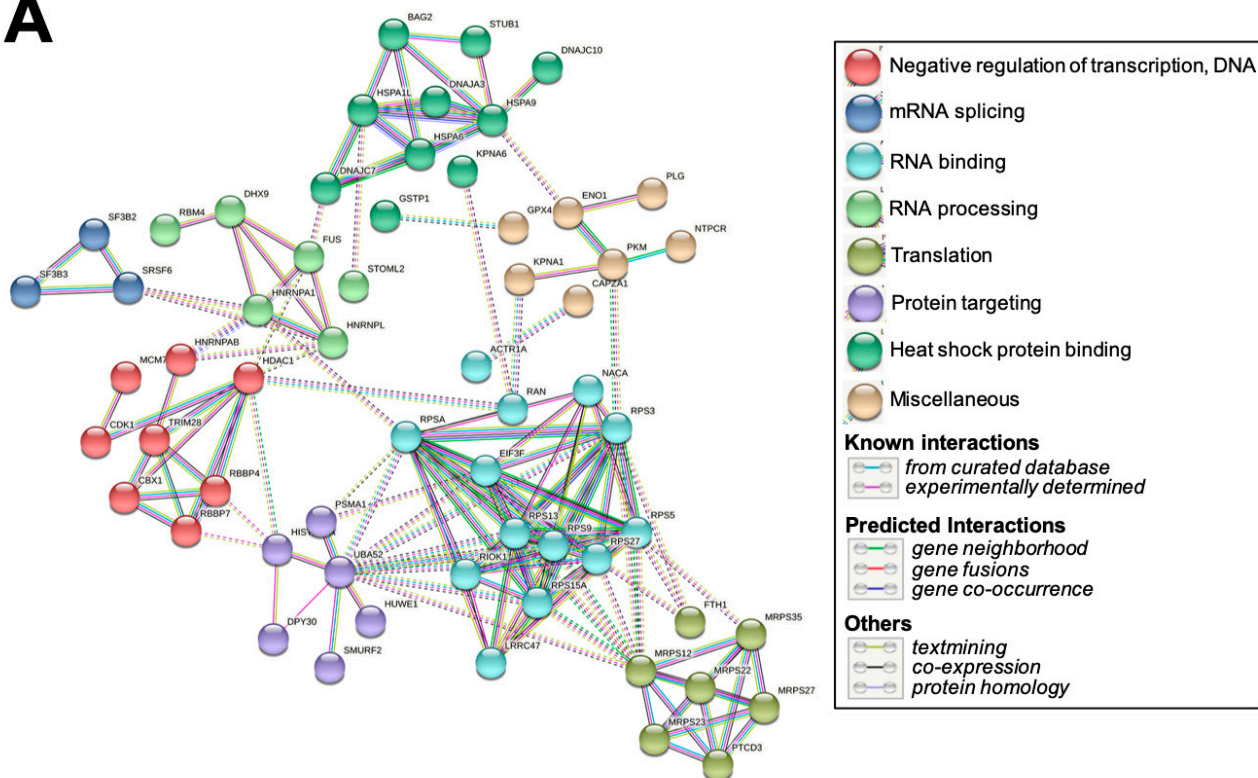 A
BAG2
STUB1
DNAJC10
DNAJA3
HSPA1L
HSPA9
HSPA6
KPNA6
DNAJC7
GSTP1
PLG
ENO1
GPX4
NTPCR
PKM
KPNA1
CAPZA1
DHX9
RBM4
SF3B2
FUS
SF3B3
SRSF6
STOML2
HNRNPA1
HNRNPL
HNRNPAB
MCM7
HDAC1
ACTR1A
NACA
RAN
RPS3
RPSA
CDK1
TRIM28
EIF3F
CBX1
RBBP4
RBBP7
PSMA1
RPS13
RPS9
RPS5
RPS27
UBA52
RIOK1
RPS15A
HUWE1
DPY30
SMURF2
LRRC47
FTH1
MRPS35
MRPS12
MRPS22
MRPS27
MRPS23
PTCD3
Negative regulation of transcription, DNA
mRNA splicing
RNA binding
RNA processing
Translation
Protein targeting
Heat shock protein binding
Miscellaneous
Known interactions
from curated database
experimentally determined
Predicted Interactions
gene neighborhood
gene fusions
gene co-occurrence
Others
textmining
co-expression
protein homology